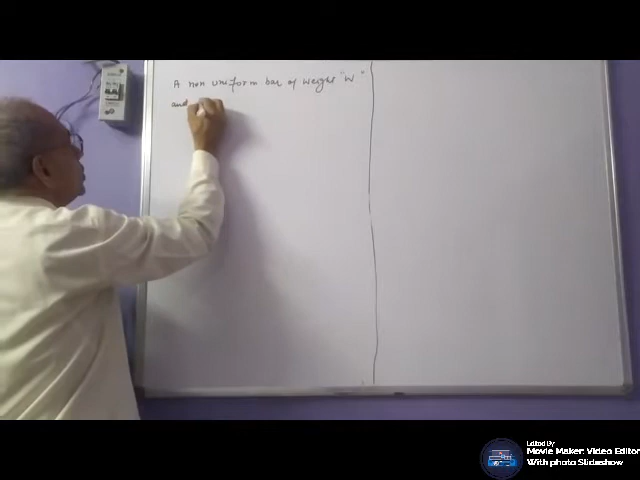 A non uniform bar of weight "W"
and
Edited By
Movie Maker: Video Editor
With photo Slideshow